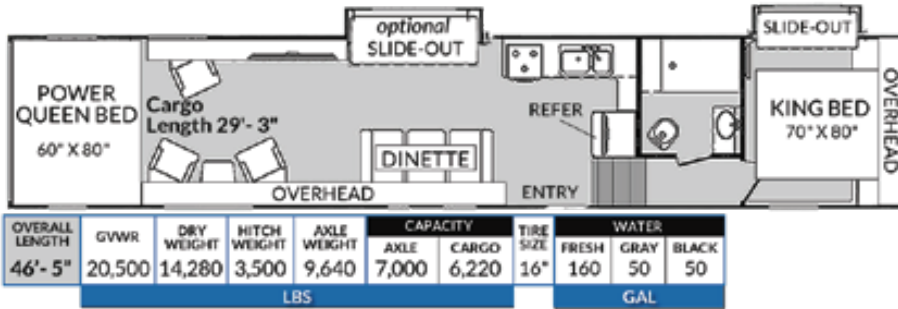 optional
SLIDE-OUT
SLIDE-OUT
POWER
QUEEN BED
60" X 80"
Cargo
Length 29'- 3"
REFER
KING BED
70" X 80"
OVERHEAD
DINETTE
OVERHEAD
ENTRY
OVERALL LENGTH GVWR DRY WEIGHT HITCH WEIGHT AXLE WEIGHT CAPACITY AXLE CARGO TIRE SIZE WATER FRESH GRAY BLACK
46'- 5" 20,500 14,280 3,500 9,640 7,000 6,220 16" 160 50 50
LBS GAL